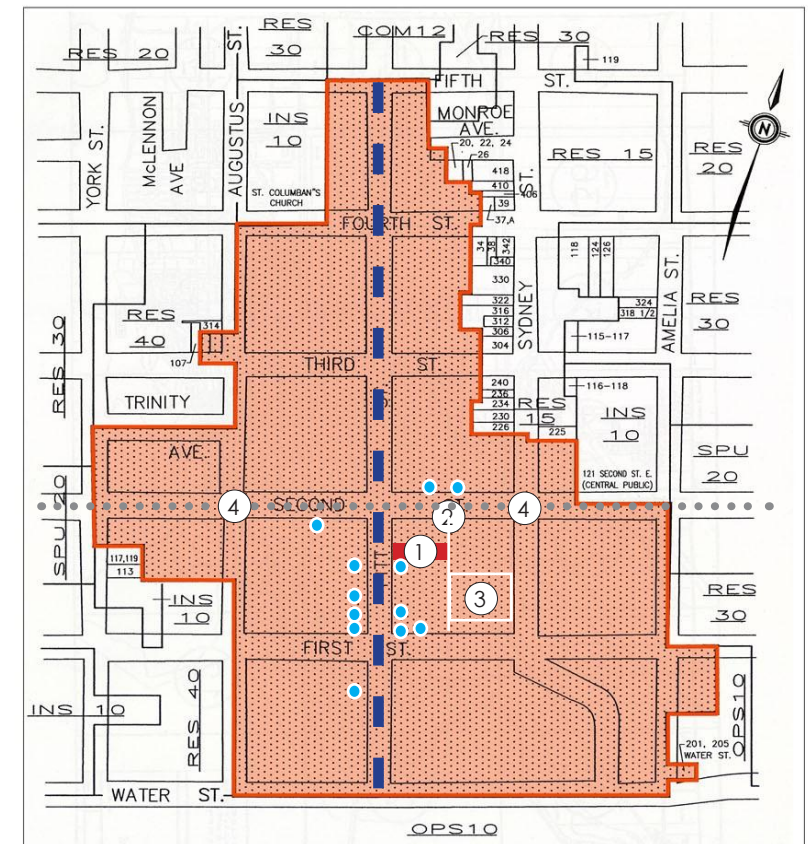 COM12
RES 30
RES 30
RES 20
119
FIFTH ST.
MONROE AVE.
YORK ST.
McLENNON AVE
AUGUSTUS ST.
INS 10
ST. COLUMBAN"S CHURCH
20, 22, 24
26
418
410
406
39
37,A
ST.
RES 15
RES 20
N
FOURTH ST.
34
38
342
340
330
322
316
312
306
304
SYDNEY
118
124
126
324
318 1/2
115-117
AMELIA ST.
RES 30
RES 40
314
107
RES 30
THIRD ST.
TRINITY
AVE.
240
236
234
230
226
RES 15
225
116-118
INS 10
121 SECOND ST. E.
(CENTRAL PUBLIC)
SPU 20
SPU 20
4
SECOND
2
4
1
3
117,119
113
INS 10
RES 30
FIRST ST.
INS 10
RES 40
OPS10
201, 205
WATER ST.
WATER ST.
OPS10